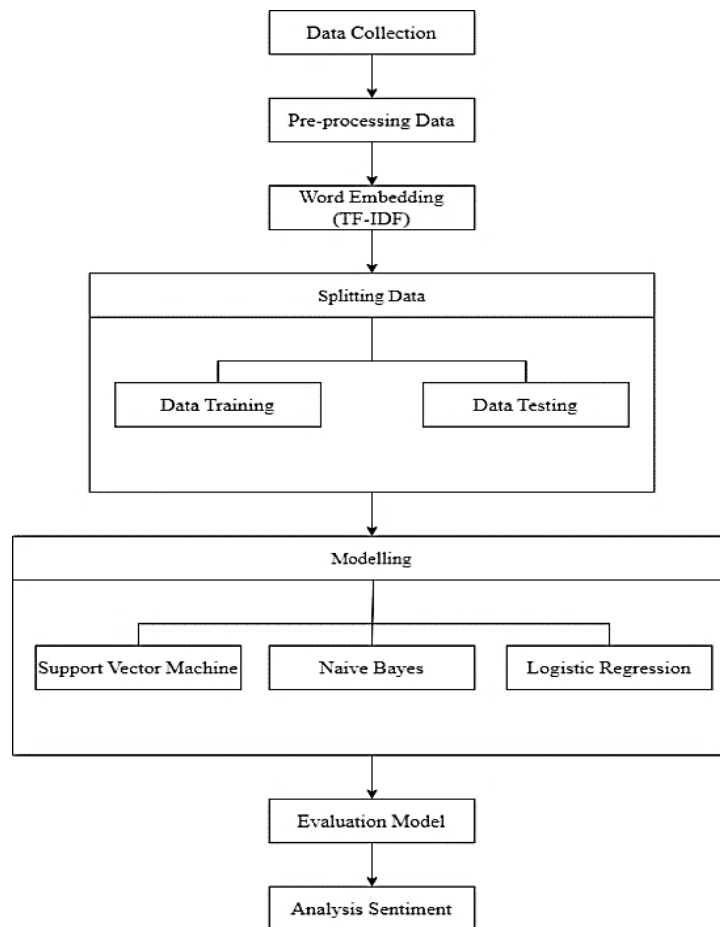 Data Collection
Pre-processing Data
Word Embedding
(TF-IDF)
Splitting Data
Data Training
Data Testing
Modelling
Support Vector Machine
Naive Bayes
Logistic Regression
Evaluation Model
Analysis Sentiment